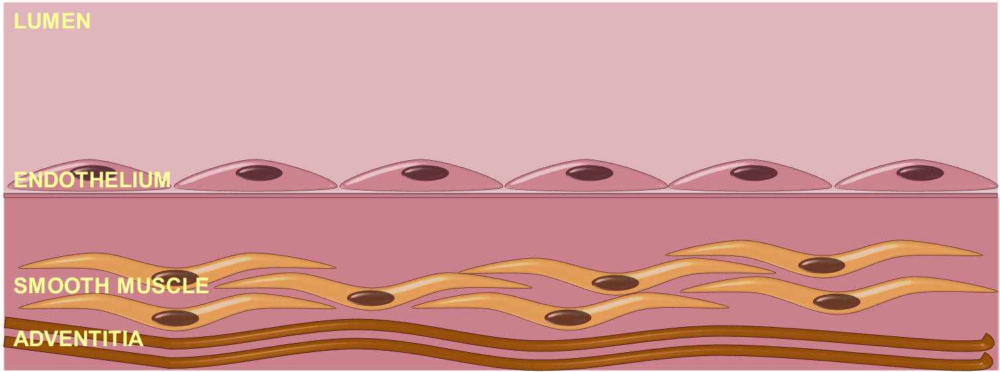 LUMEN
ENDOTHELIUM
SMOOTH MUSCLE
ADVENTITIA